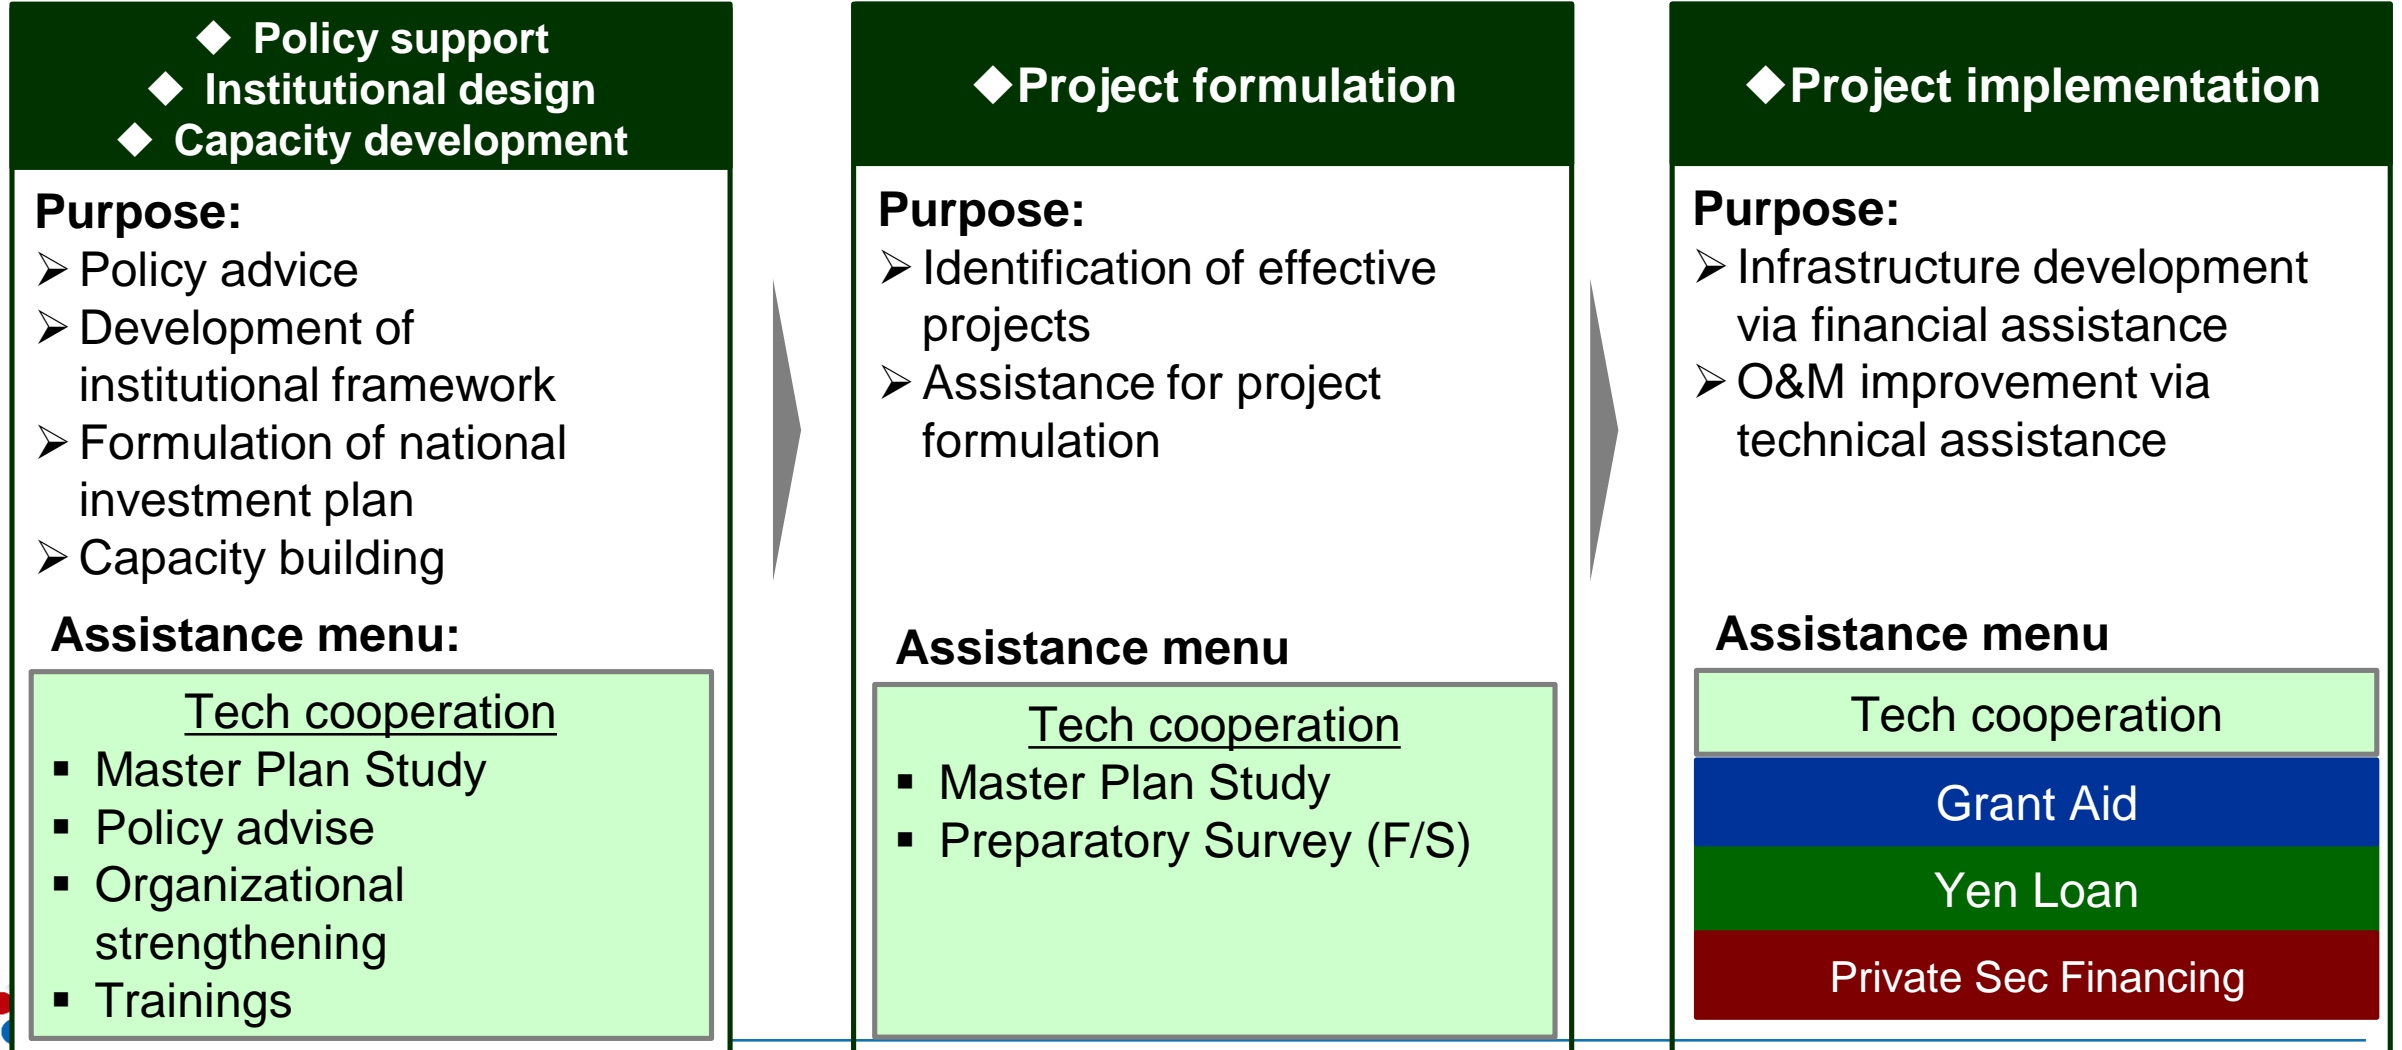 ◆ Policy support
◆ Institutional design
◆ Capacity development
Purpose:
➢ Policy advice
➢ Development of
institutional framework
➢ Formulation of national
investment plan
➢ Capacity building
Assistance menu:
Tech cooperation
▪ Master Plan Study
▪ Policy advise
▪ Organizational
strengthening
▪ Trainings
◆Project formulation
Purpose:
➢ Identification of effective
projects
➢ Assistance for project
formulation
Assistance menu
Tech cooperation
▪ Master Plan Study
▪ Preparatory Survey (F/S)
◆Project implementation
Purpose:
➢ Infrastructure development
via financial assistance
➢ O&M improvement via
technical assistance
Assistance menu
Tech cooperation
Grant Aid
Yen Loan
Private Sec Financing